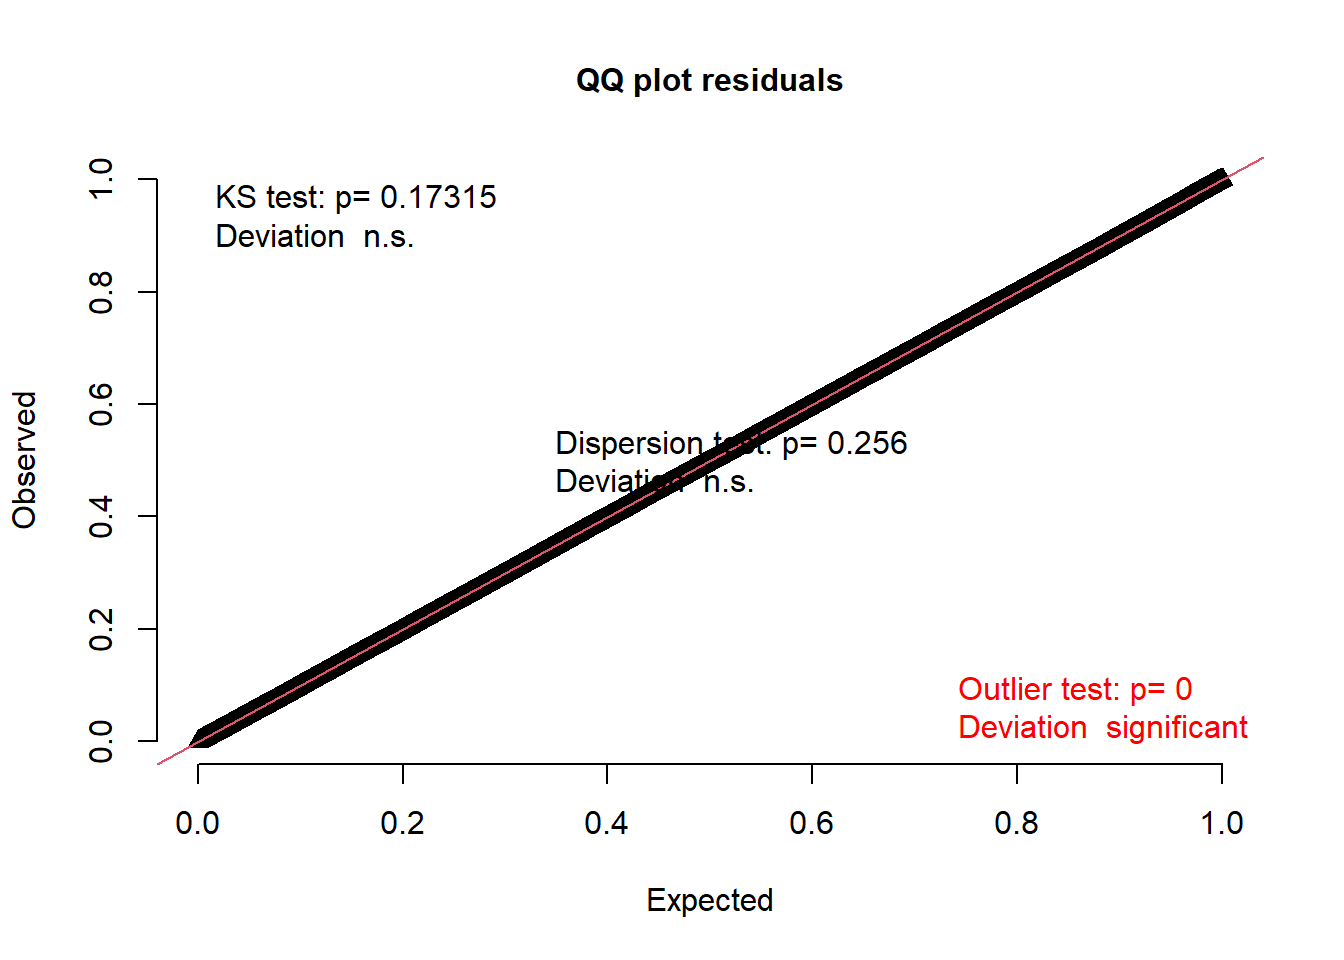 QQ plot residuals
KS test: p= 0.17315
Deviation n.s.
Dispersion test: p= 0.256
Deviation n.s.
Outlier test: p= 0
Deviation significant
Observed
0.0 0.2 0.4 0.6 0.8 1.0
0.0 0.2 0.4 0.6 0.8 1.0
Expected